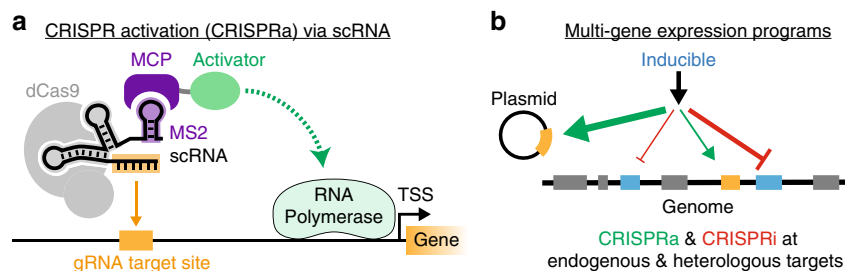 a
CRISPR activation (CRISPRa) via scRNA
MCP
Activator
dCas9
MS2
scRNA
RNA
Polymerase
TSS
Gene
gRNA target site
b
Multi-gene expression programs
Inducible
Plasmid
Genome
CRISPRa & CRISPRi at
endogenous & heterologous targets